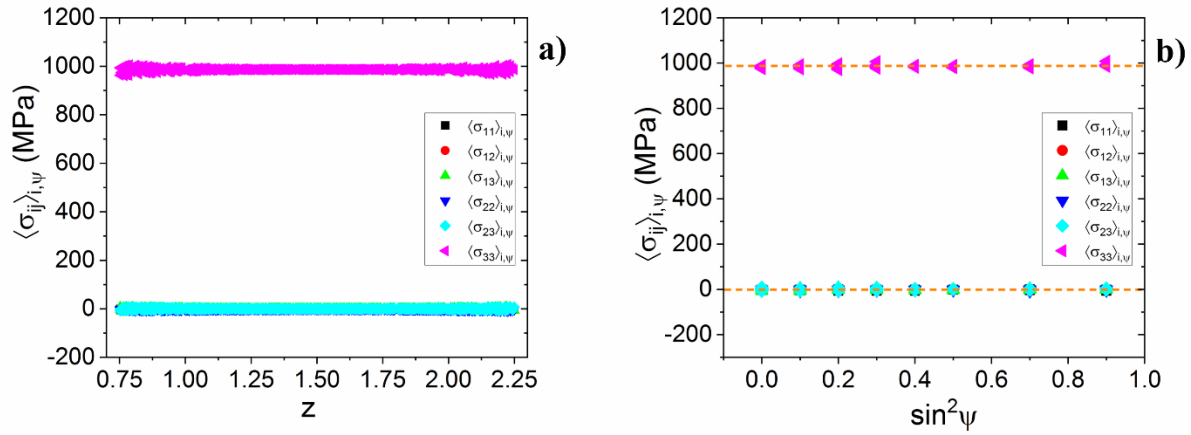 1200
1000
800
600
400
200
0
-200
⟨σij⟩i,ψ (MPa)
a)
⟨σ11⟩i,ψ
⟨σ12⟩i,ψ
⟨σ13⟩i,ψ
⟨σ22⟩i,ψ
⟨σ23⟩i,ψ
⟨σ33⟩i,ψ
0.75 1.00 1.25 1.50 1.75 2.00 2.25
z
1200
1000
800
600
400
200
0
-200
⟨σij⟩i,ψ (MPa)
b)
⟨σ11⟩i,ψ
⟨σ12⟩i,ψ
⟨σ13⟩i,ψ
⟨σ22⟩i,ψ
⟨σ23⟩i,ψ
⟨σ33⟩i,ψ
0.0 0.2 0.4 0.6 0.8 1.0
sin²ψ